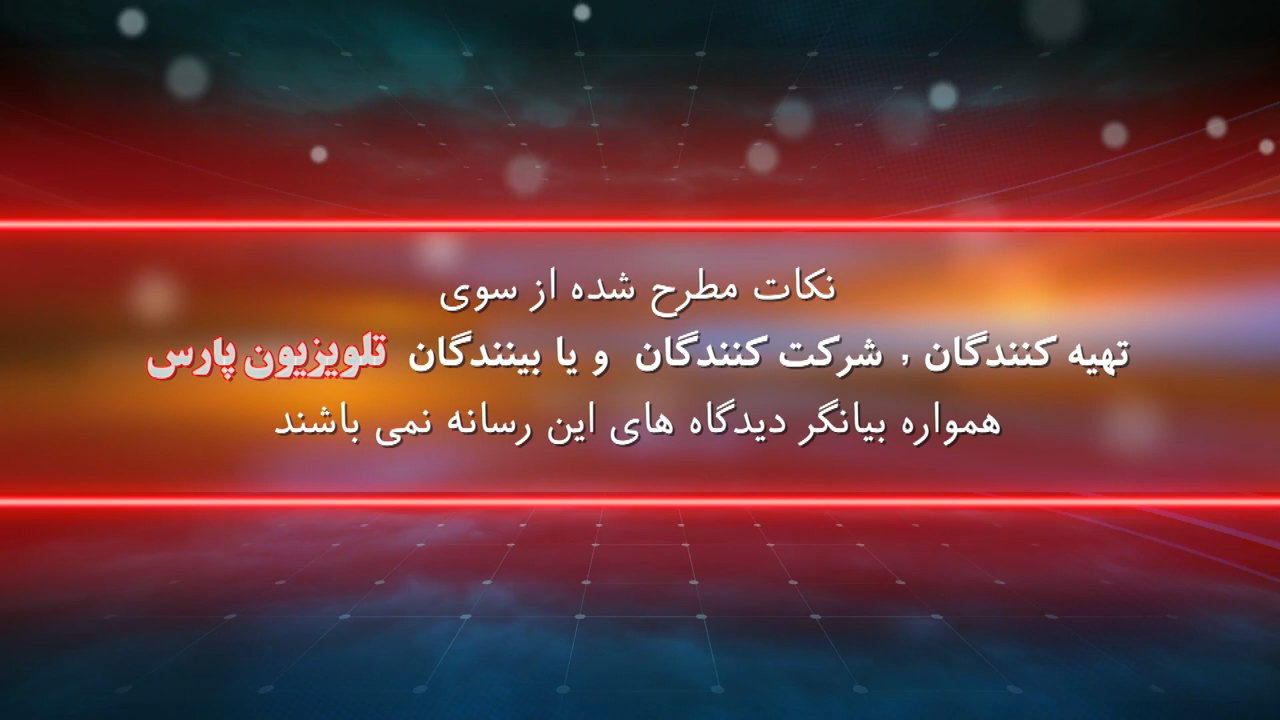 نکات مطرح شده از سوی
تهیه کنندگان , شرکت کنندگان و یا بینندگان تلویزیون پارس
همواره بیانگر دیدگاه های این رسانه نمی باشند